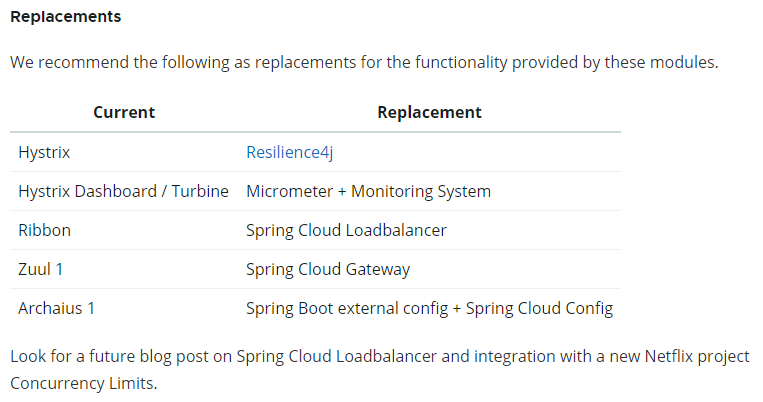 Replacements
We recommend the following as replacements for the functionality provided by these modules.
Current Replacement
Hystrix Resilience4j
Hystrix Dashboard / Turbine Micrometer + Monitoring System
Ribbon Spring Cloud Loadbalancer
Zuul 1 Spring Cloud Gateway
Archaius 1 Spring Boot external config + Spring Cloud Config
Look for a future blog post on Spring Cloud Loadbalancer and integration with a new Netflix project
Concurrency Limits.